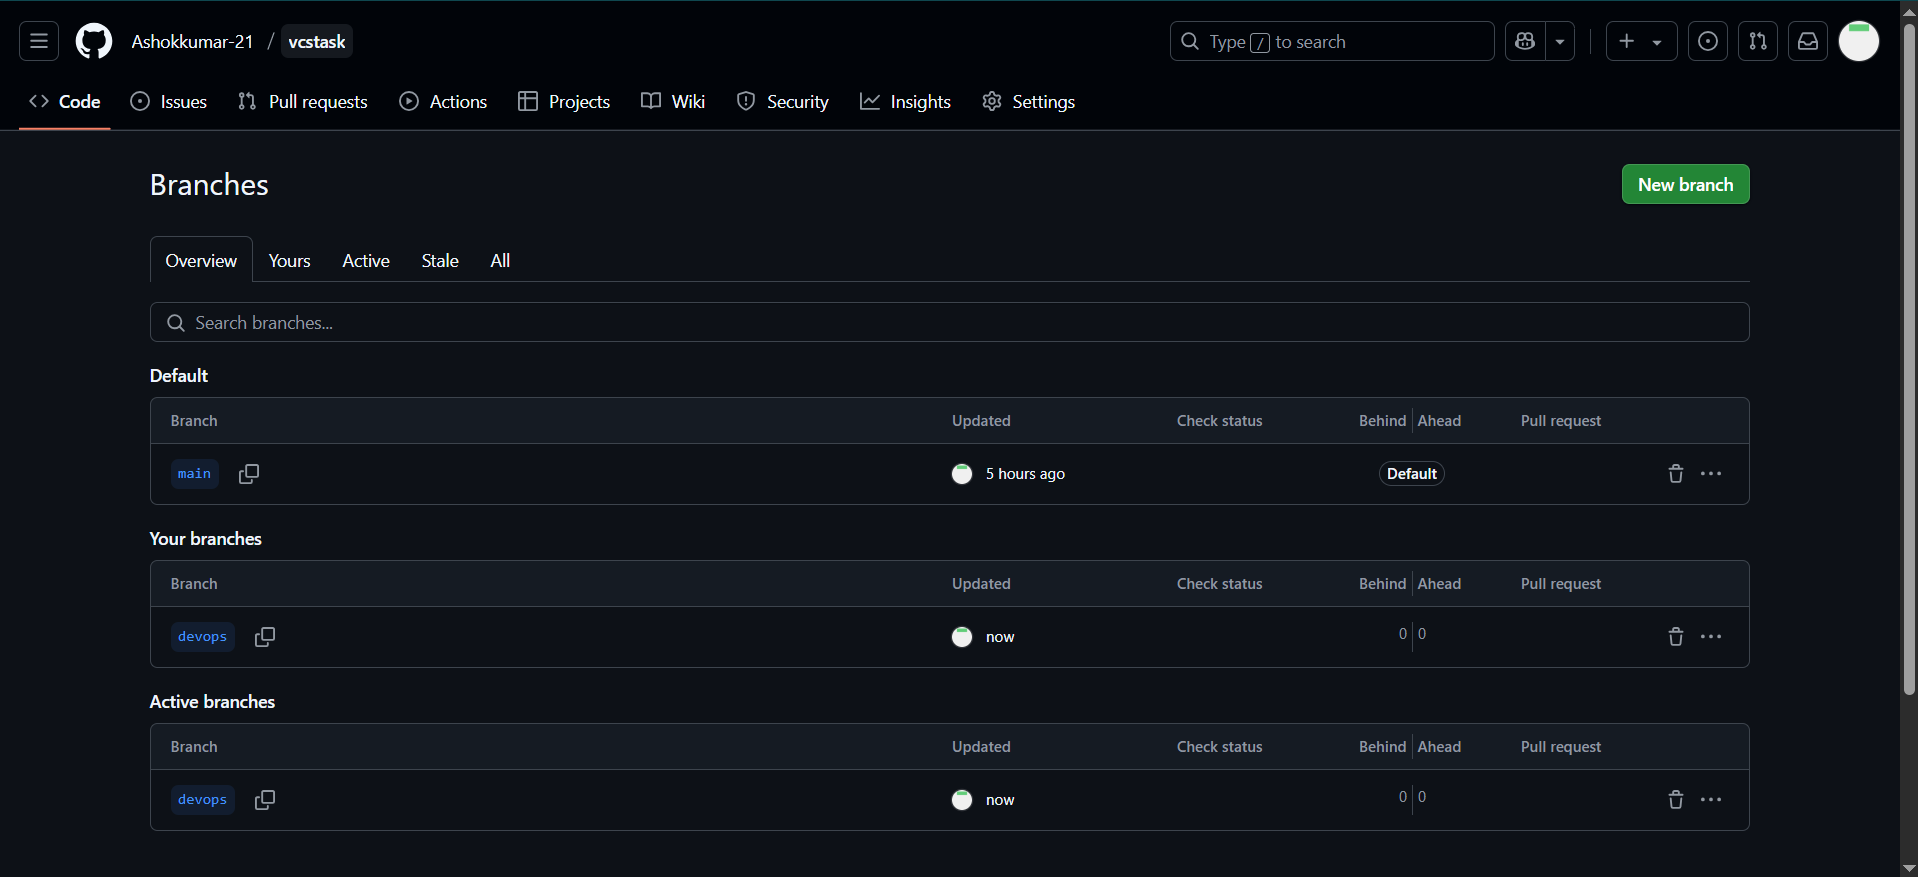 Ashokkumar-21 / vcstask
Type / to search
Code Issues Pull requests Actions Projects Wiki Security Insights Settings
Branches
New branch
Overview Yours Active Stale All
Search branches...
Default
Branch Updated Check status Behind Ahead Pull request
main 5 hours ago Default
Your branches
Branch Updated Check status Behind Ahead Pull request
devops now 0 0
Active branches
Branch Updated Check status Behind Ahead Pull request
devops now 0 0